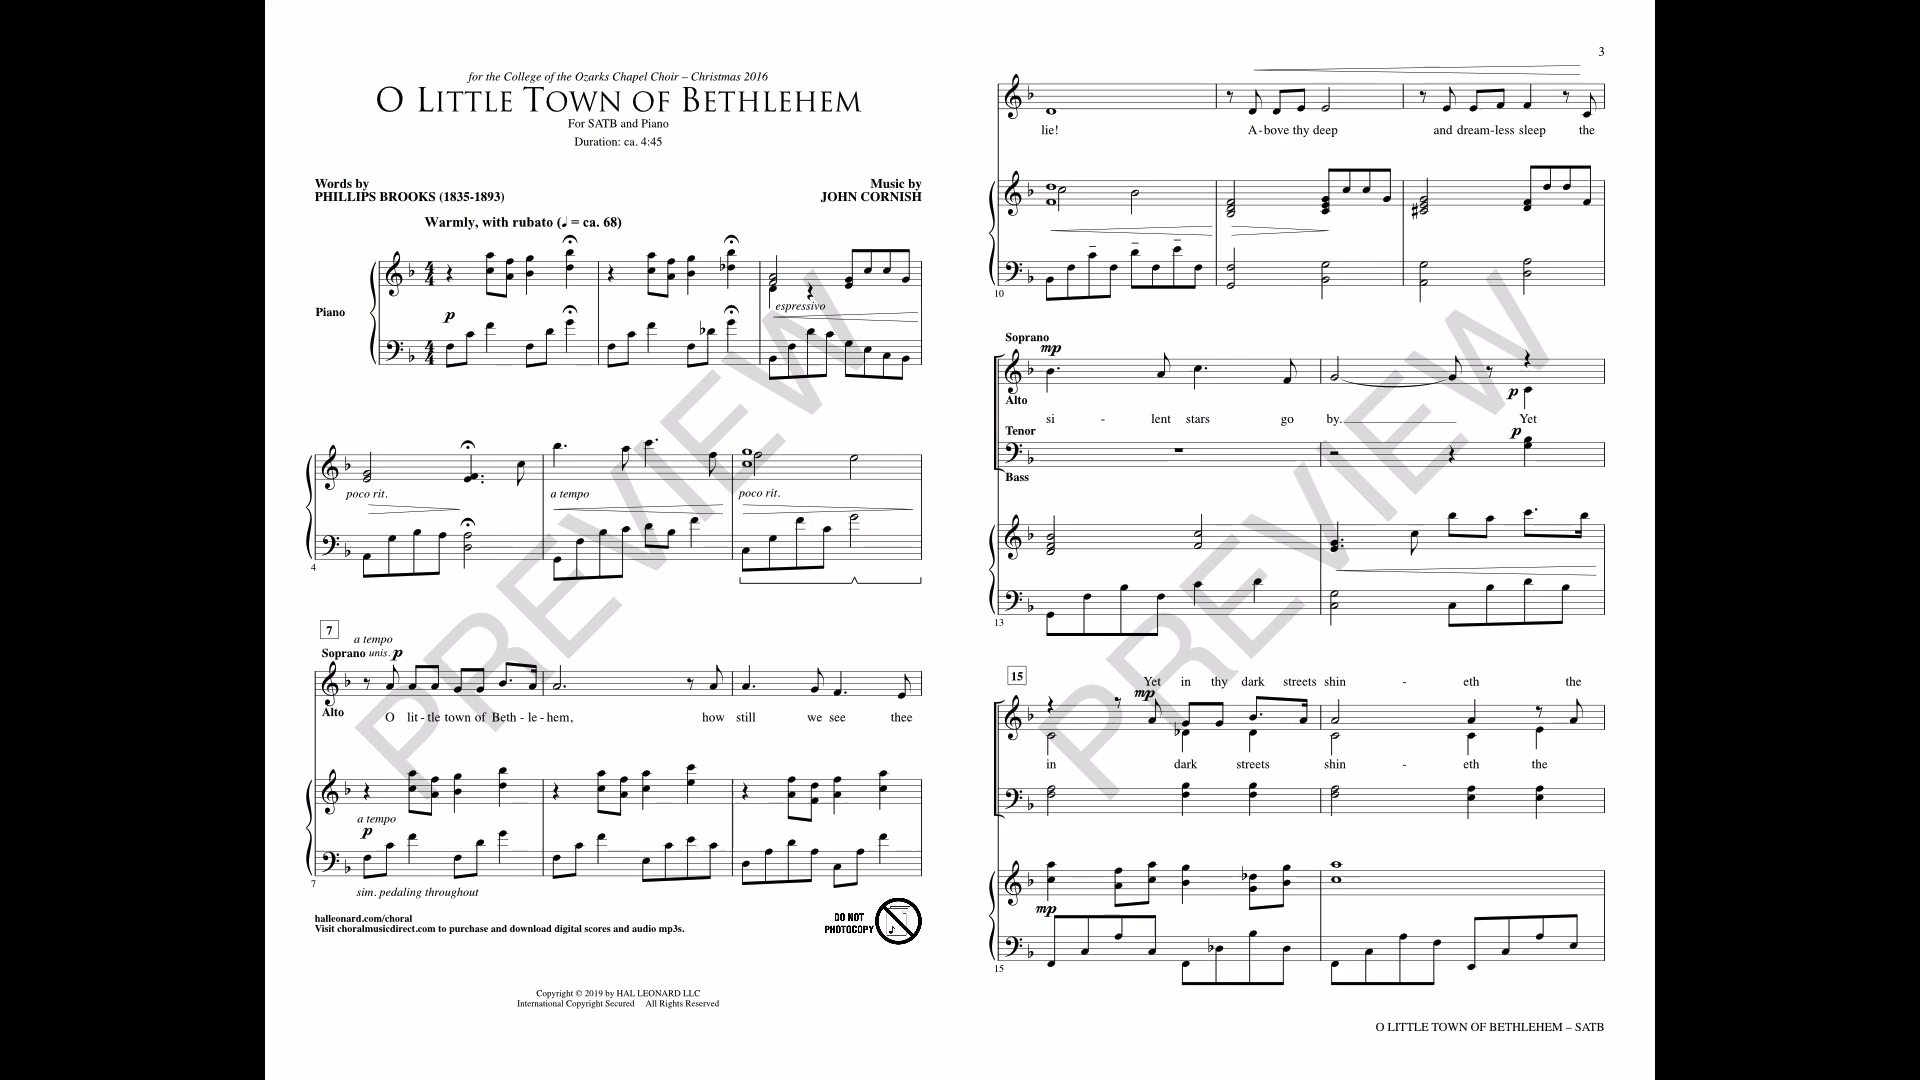 for the College of the Ozarks Chapel Choir – Christmas 2016
O LITTLE TOWN OF BETHLEHEM
For SATB and Piano
Duration: ca. 4:45
Words by
PHILLIPS BROOKS (1835-1893)
Music by
JOHN CORNISH
Warmly, with rubato (♩ = ca. 68)
Piano
p
espressivo
poco rit.
a tempo
poco rit.
4
7
a tempo
Soprano unis. p
Alto
O lit - tle town of Beth - le - hem, how still we see thee
a tempo
p
7
sim. pedaling throughout
halleonard.com/choral
Visit choralmusicdirect.com to purchase and download digital scores and audio mp3s.
DO NOT
PHOTOCOPY
Copyright © 2019 by HAL LEONARD LLC
International Copyright Secured All Rights Reserved
PREVIEW
3
lie! A - bove thy deep and dream - less sleep the
10
Soprano
mp
Alto
p
si - lent stars go by. Yet
Tenor
p
Bass
13
15
Yet in thy dark streets shin - eth the
mp
in dark streets shin - eth the
mp
15
O LITTLE TOWN OF BETHLEHEM – SATB
PREVIEW